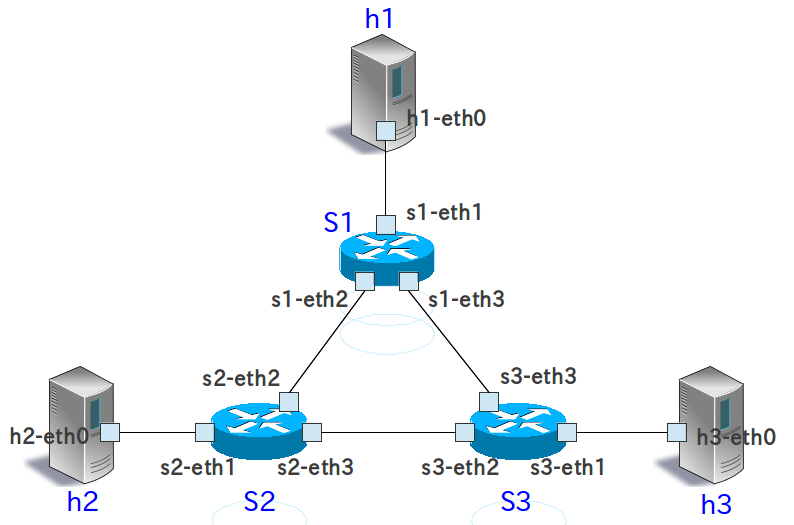 h1
h1-eth0
s1-eth1
S1
s1-eth2
s1-eth3
s2-eth2
s3-eth3
h2-eth0
h3-eth0
s2-eth1
s2-eth3
s3-eth2
s3-eth1
h2
S2
S3
h3